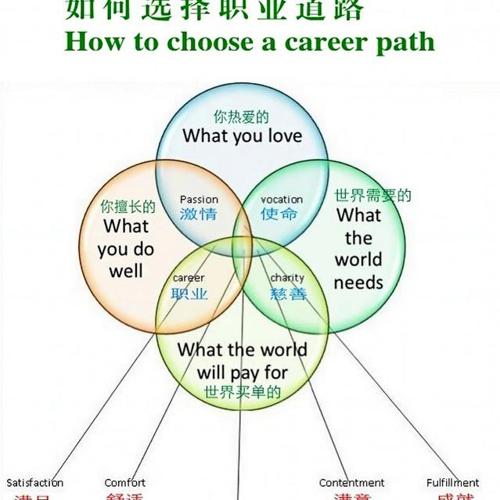 如何选择职业道路
How to choose a career path
你热爱的
What you love
你擅长的
What
you do
well
Passion
激情
vocation
使命
世界需要的
What
the
world
needs
career
职业
charity
慈善
What the world
will pay for
世界买单的
Satisfaction
Comfort
Contentment
Fulfillment
满足
舒适
满意
成就